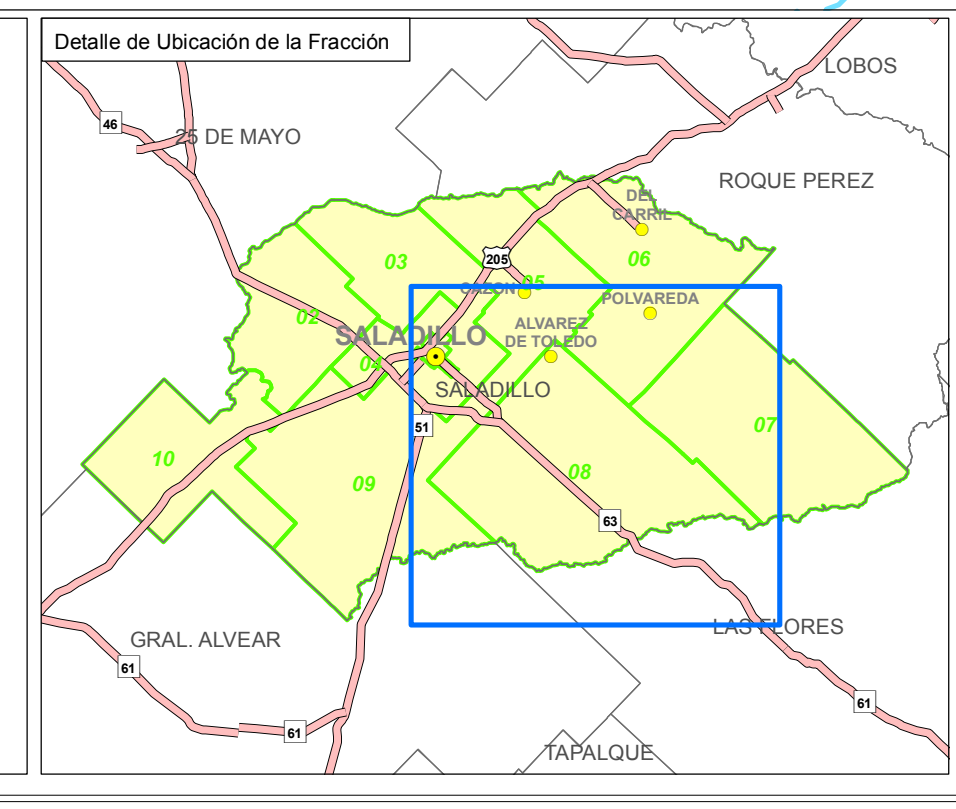 Detalle de Ubicación de la Fracción
LOBOS
46
25 DE MAYO
ROQUE PEREZ
DEL
CARRIL
03
205
06
05
CAZON
POLVAREDA
02
ALVAREZ
DE TOLEDO
SALADILLO
04
SALADILLO
51
07
10
08
09
63
LAS FLORES
GRAL. ALVEAR
61
61
61
TAPALQUE